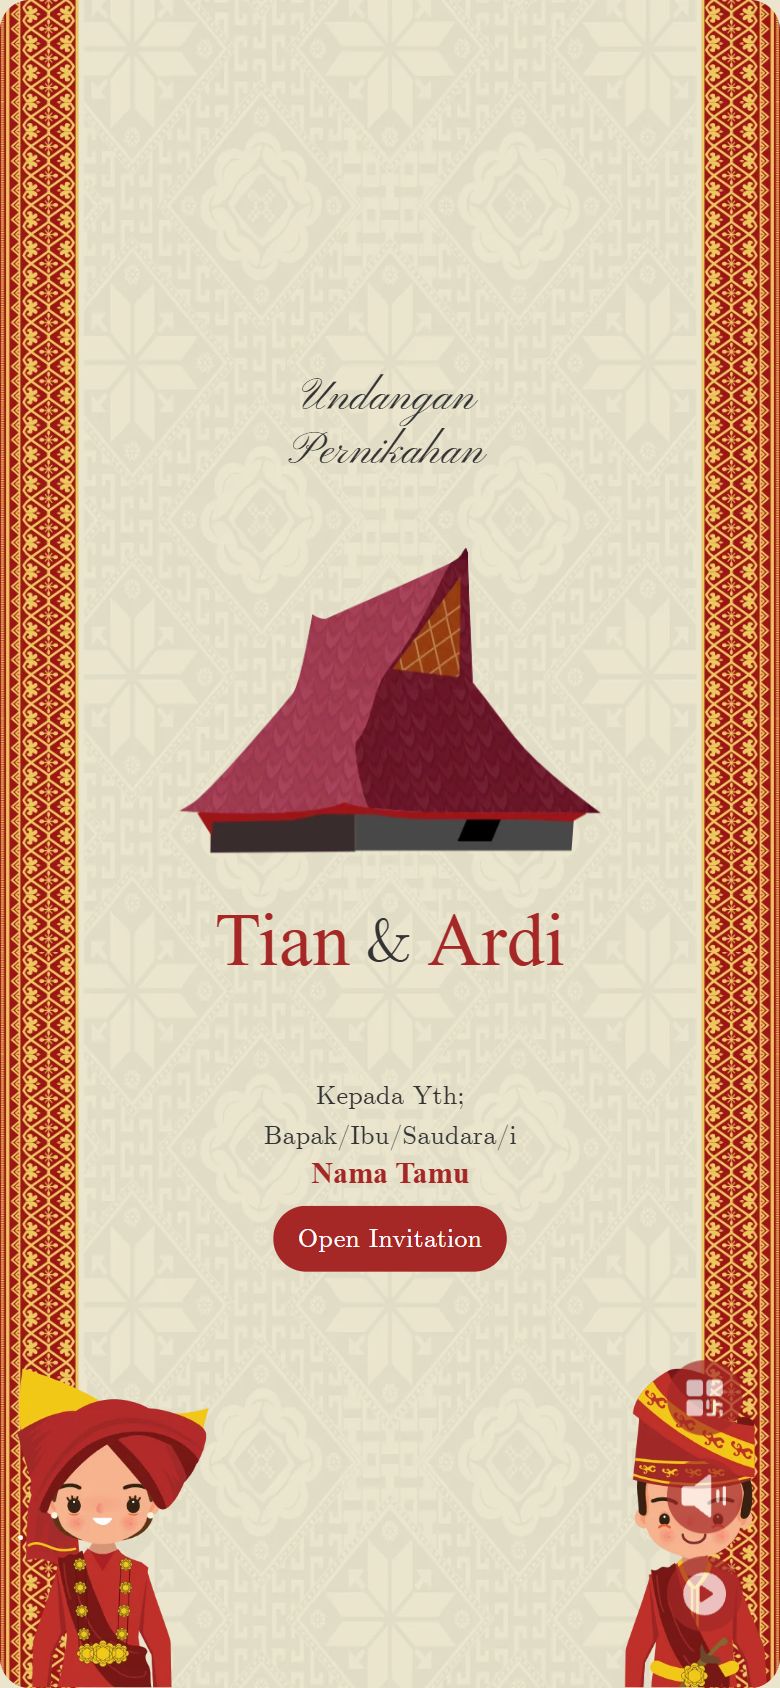 Undangan
Pernikahan
Tian & Ardi
Kepada Yth;
Bapak/Ibu/Saudara/i
Nama Tamu
Open Invitation